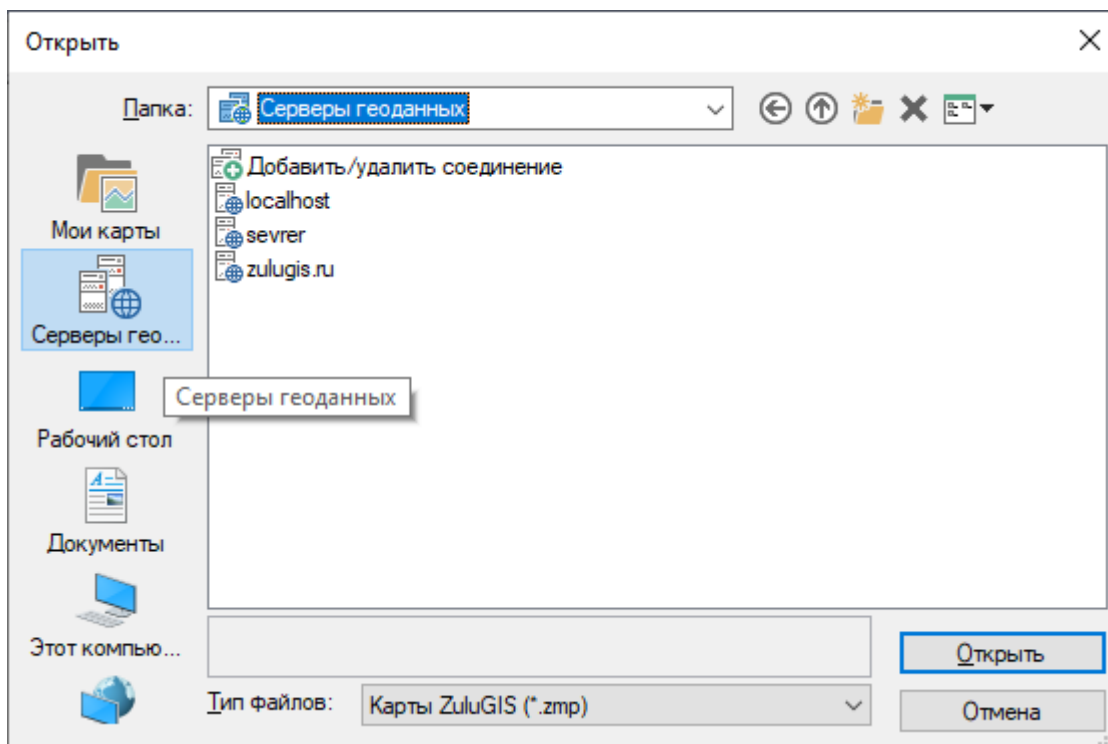 Открыть
Папка: Серверы геоданных
Добавить/удалить соединение
localhost
sevrer
zulugis.ru
Мои карты
Серверы гео...
Серверы геоданных
Рабочий стол
Документы
Этот компью...
Открыть
Тип файлов: Карты ZuluGIS (*.zmp)
Отмена